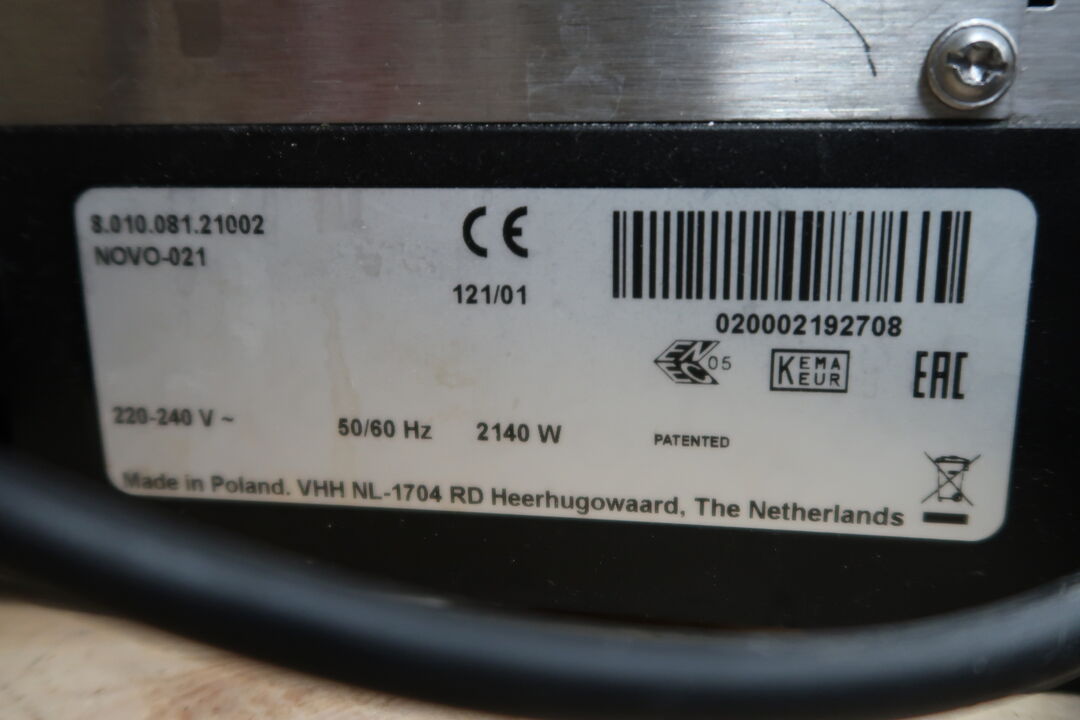 8.010.081.21002
NOVO-021
CE
121/01
020002192708
ENEC 05
KEMA
EUR
EAC
220-240 V ~ 50/60 Hz 2140 W
PATENTED
Made in Poland. VHH NL-1704 RD Heerhugowaard, The Netherlands